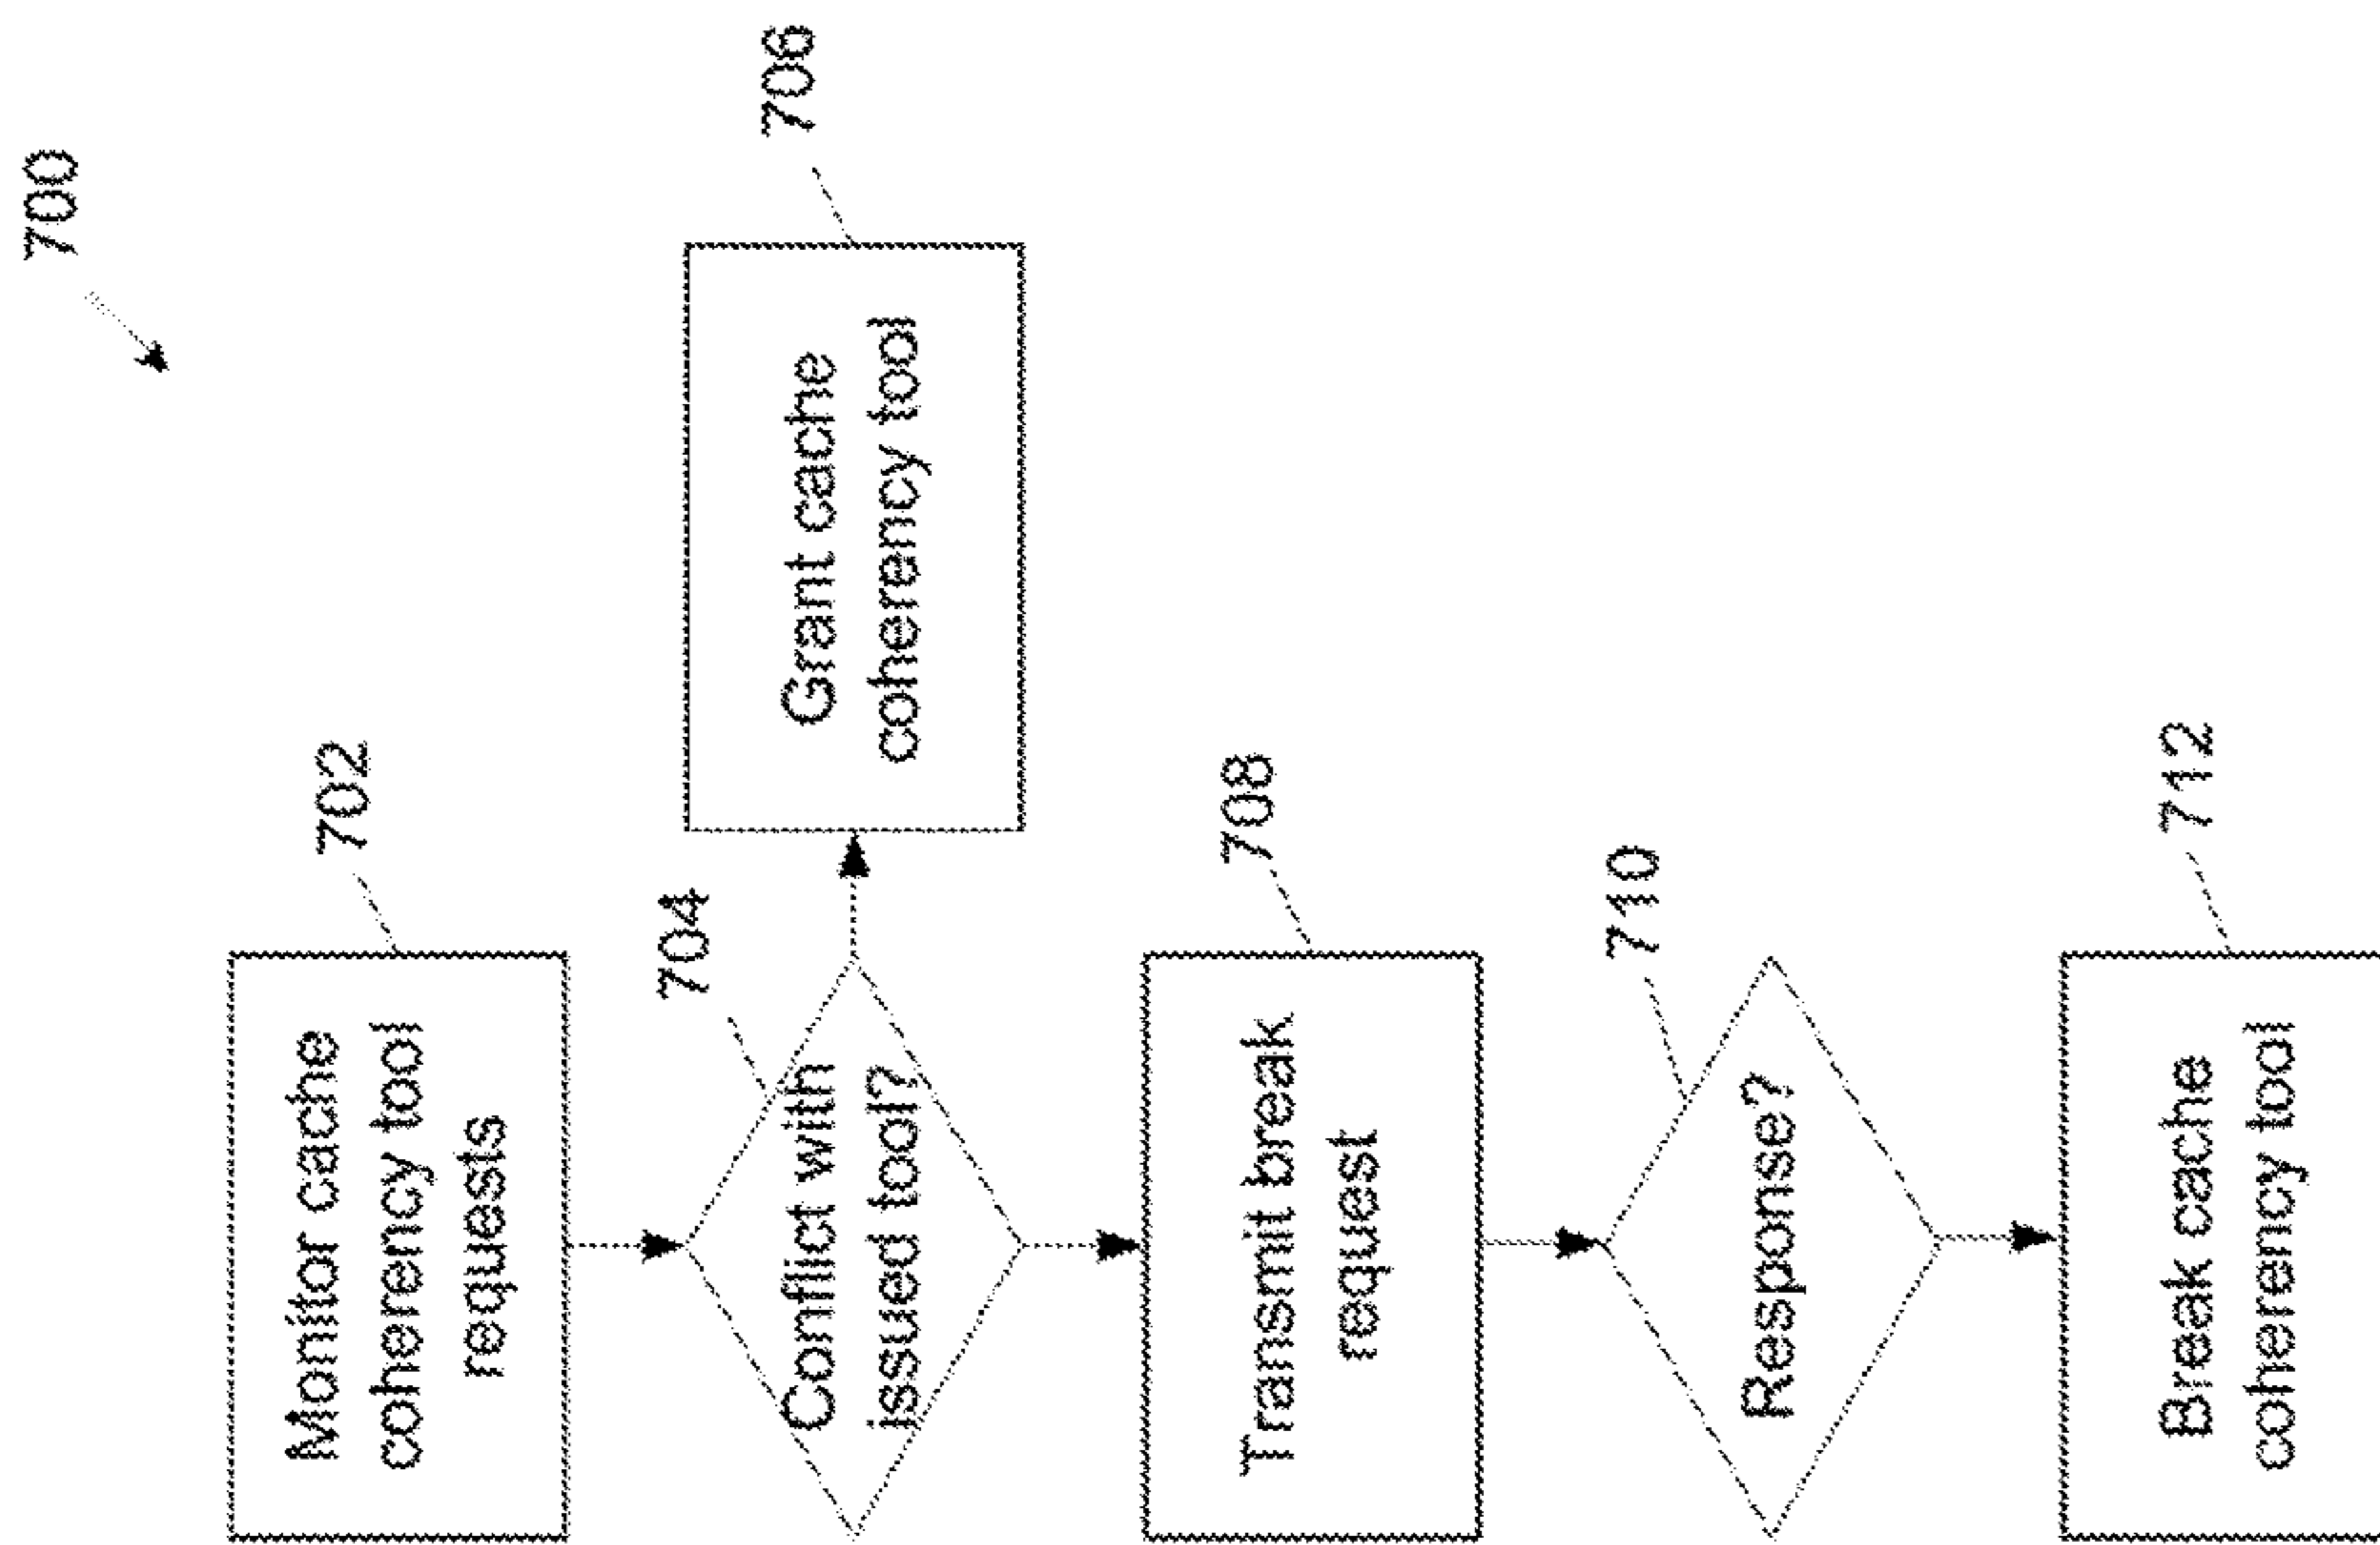 700
702
Monitor cache
coherency tool
requests
704
Conflict with
issued tool?
706
Grant cache
coherency tool
708
Transmit break
request
710
Response?
712
Break cache
coherency tool